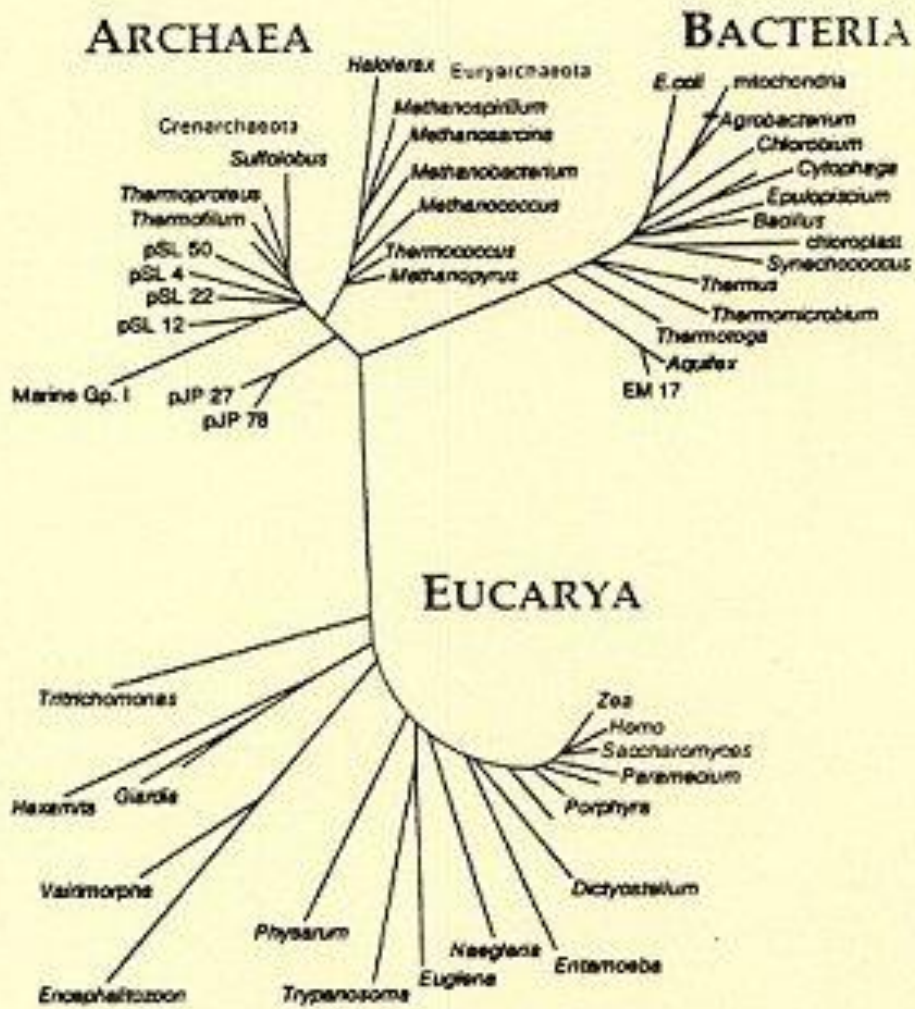 ARCHAEA
BACTERIA
Haloferax
Euryarchaeota
E.coli
mitochondria
Methanospirillum
Agrobacterium
Crenarchaeota
Methanosarcina
Chlorobium
Sulfolobus
Cytophaga
Methanobacterium
Thermoproteus
Epulopiscium
Methanococcus
Thermofilum
Bacillus
chloroplast
pSL 50
Thermococcus
Synechococcus
pSL 4
Methanopyrus
Thermus
pSL 22
Thermomicrobium
pSL 12
Thermotoga
Aquifex
Marine Gp. I
pJP 27
EM 17
pJP 78
EUCARYA
Tritrichomonas
Zea
Homo
Saccharomyces
Paramecium
Giardia
Hexamita
Porphyra
Vairimorpha
Dictyostelium
Physarum
Naegleria
Entamoeba
Euglena
Encephalitozoon
Trypanosoma